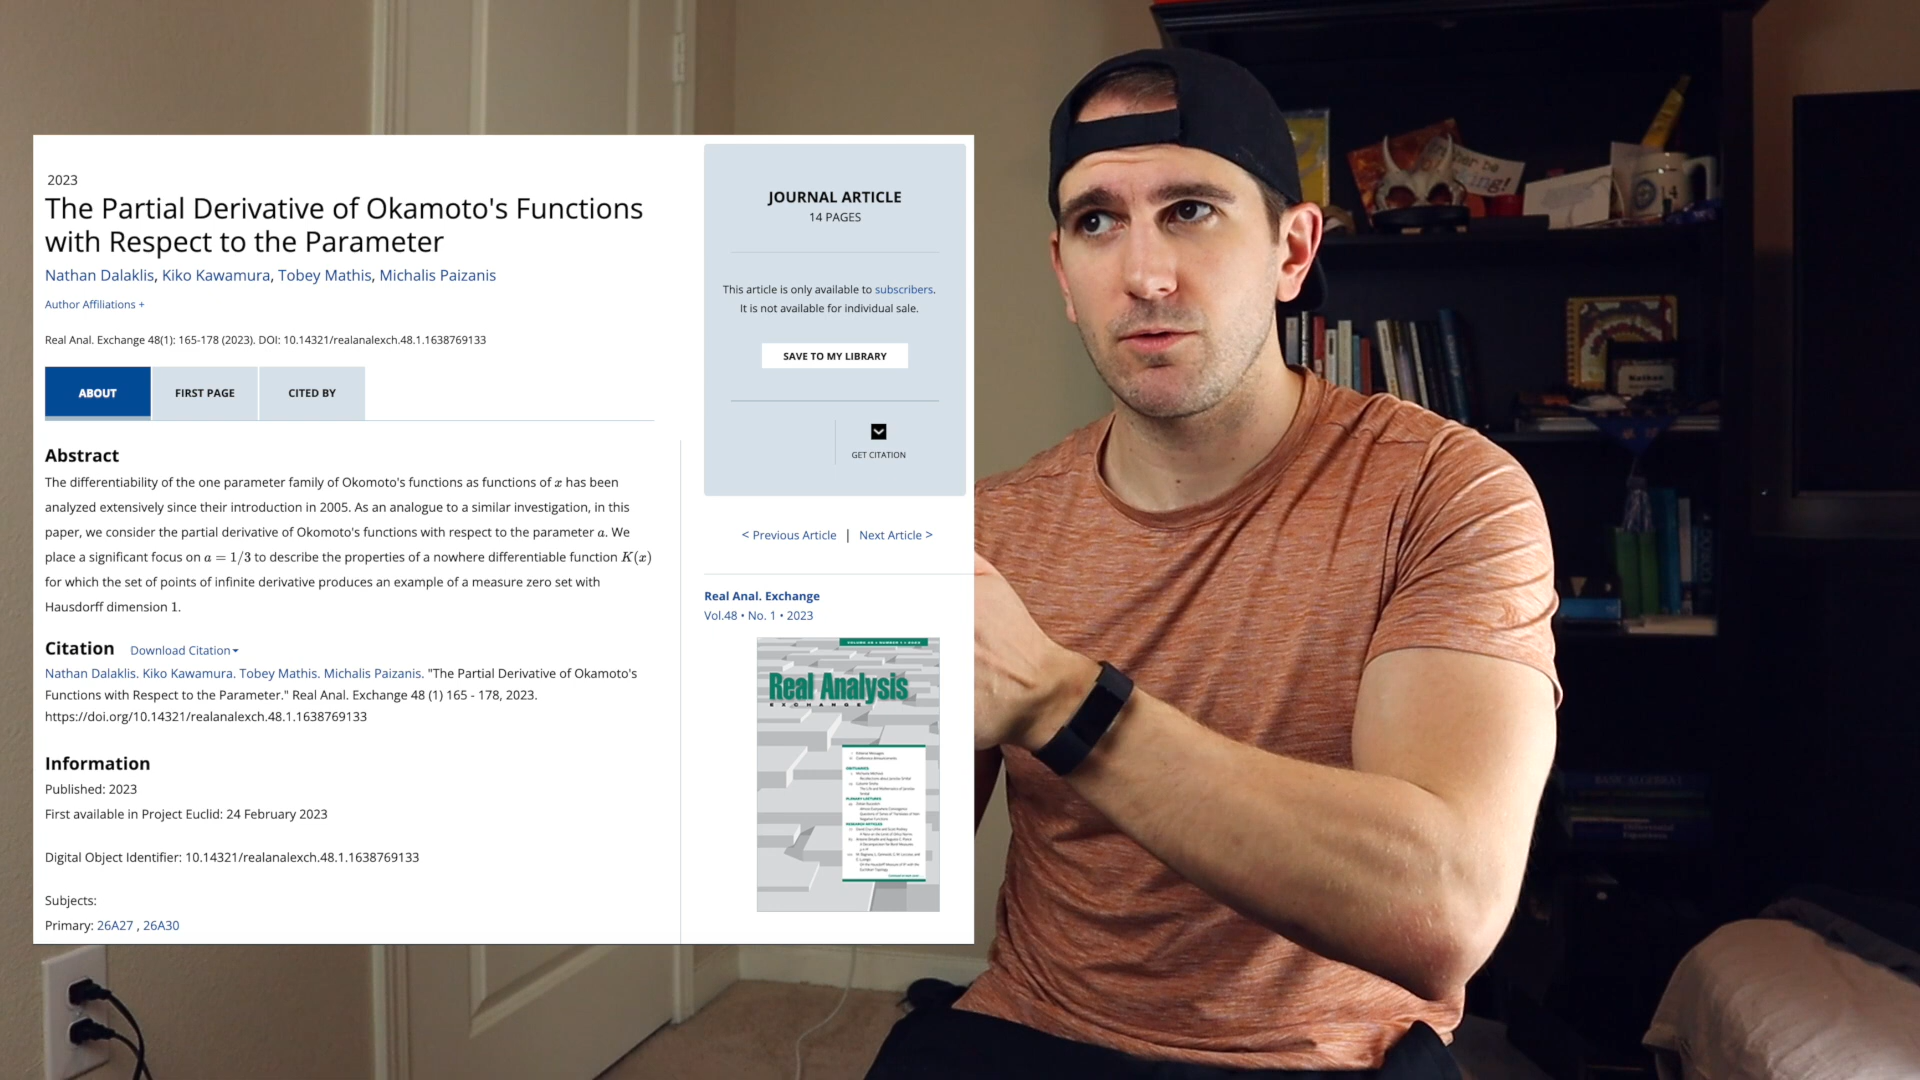 2023
The Partial Derivative of Okamoto's Functions
with Respect to the Parameter
Nathan Dalaklis, Kiko Kawamura, Tobey Mathis, Michalis Paizanis
Author Affiliations +
Real Anal. Exchange 48(1): 165-178 (2023). DOI: 10.14321/realanalexch.48.1.1638769133
ABOUT
FIRST PAGE
CITED BY
Abstract
The differentiability of the one parameter family of Okomoto's functions as functions of x has been
analyzed extensively since their introduction in 2005. As an analogue to a similar investigation, in this
paper, we consider the partial derivative of Okomoto's functions with respect to the parameter a. We
place a significant focus on a = 1/3 to describe the properties of a nowhere differentiable function K(x)
for which the set of points of infinite derivative produces an example of a measure zero set with
Hausdorff dimension 1.
Citation
Download Citation
Nathan Dalaklis. Kiko Kawamura. Tobey Mathis. Michalis Paizanis. "The Partial Derivative of Okamoto's
Functions with Respect to the Parameter." Real Anal. Exchange 48 (1) 165 - 178, 2023.
https://doi.org/10.14321/realanalexch.48.1.1638769133
Information
Published: 2023
First available in Project Euclid: 24 February 2023
Digital Object Identifier: 10.14321/realanalexch.48.1.1638769133
Subjects:
Primary: 26A27 , 26A30
JOURNAL ARTICLE
14 PAGES
This article is only available to subscribers.
It is not available for individual sale.
SAVE TO MY LIBRARY
GET CITATION
< Previous Article | Next Article >
Real Anal. Exchange
Vol.48 • No. 1 • 2023
Real Analysis
EXCHANGE
14
Nathan
BASIC ALGEBRA I